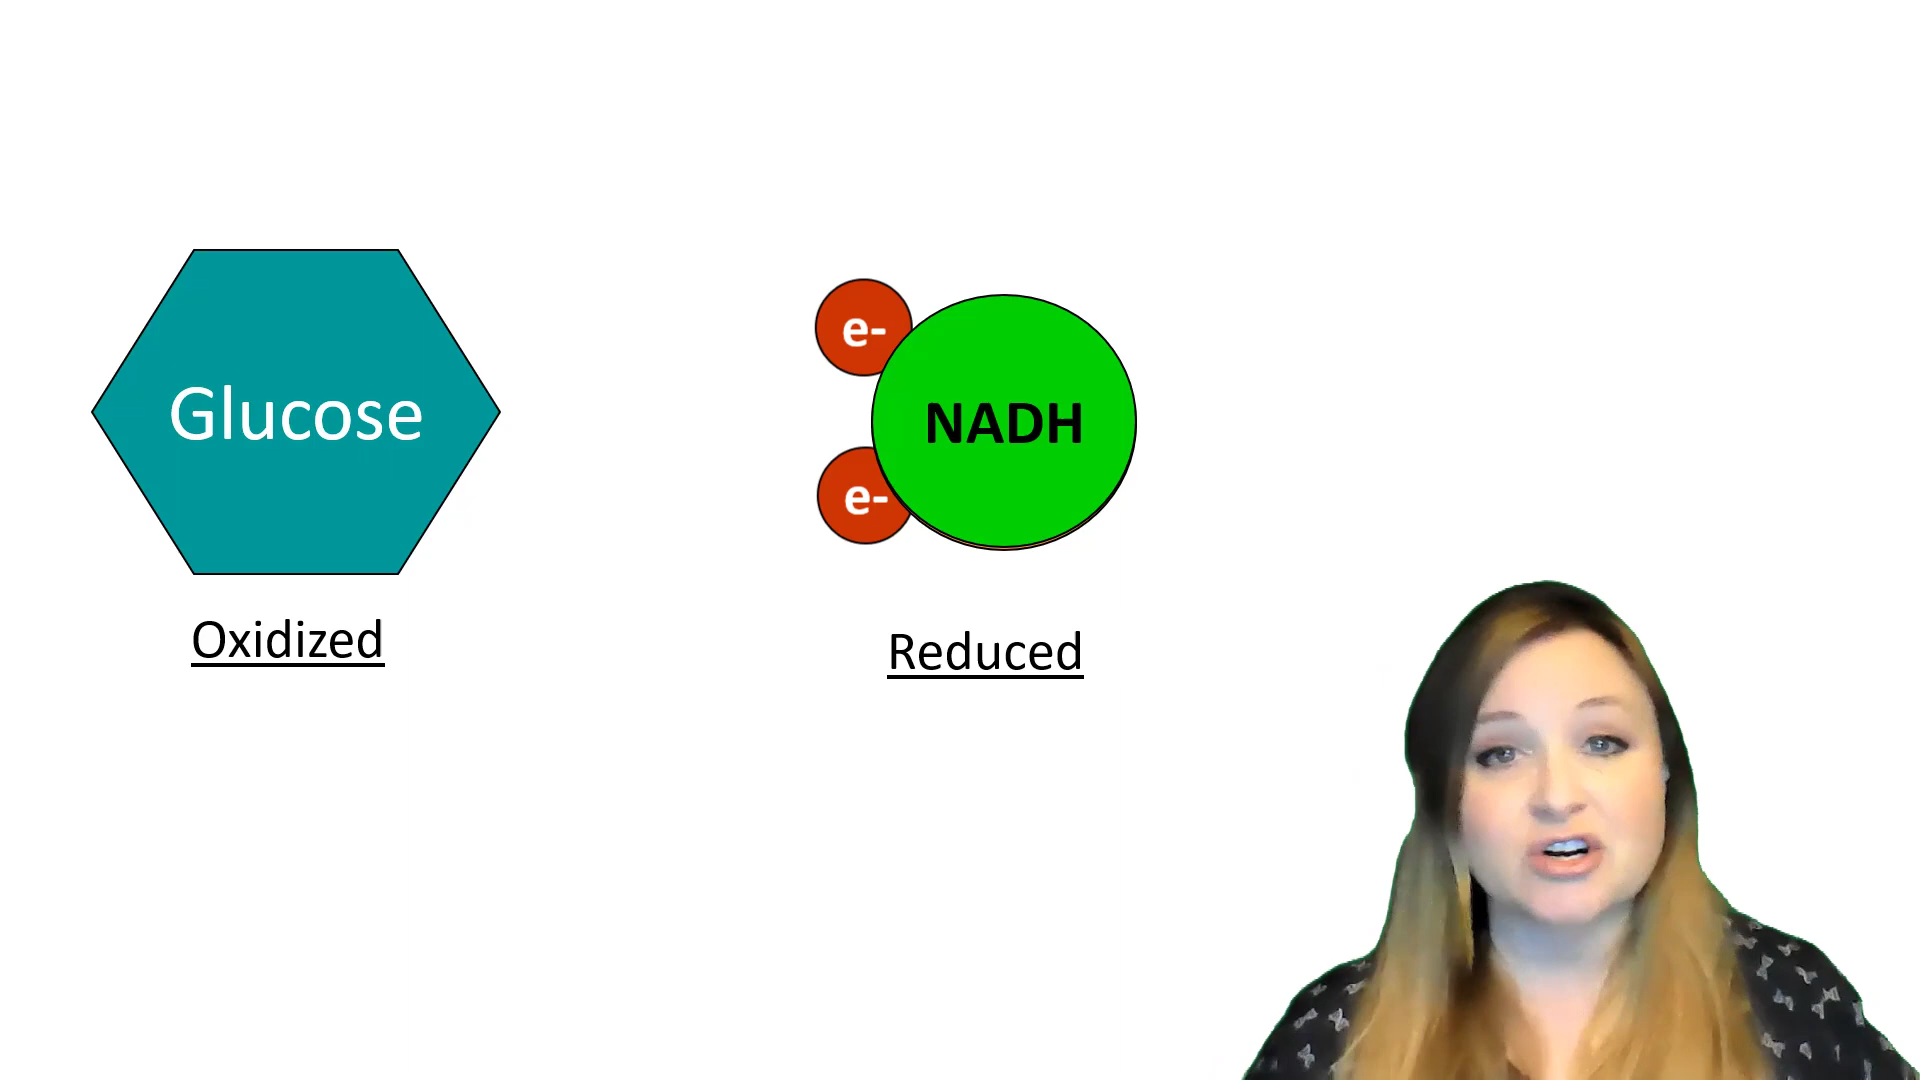 Glucose
Oxidized
e-
e-
NADH
Reduced